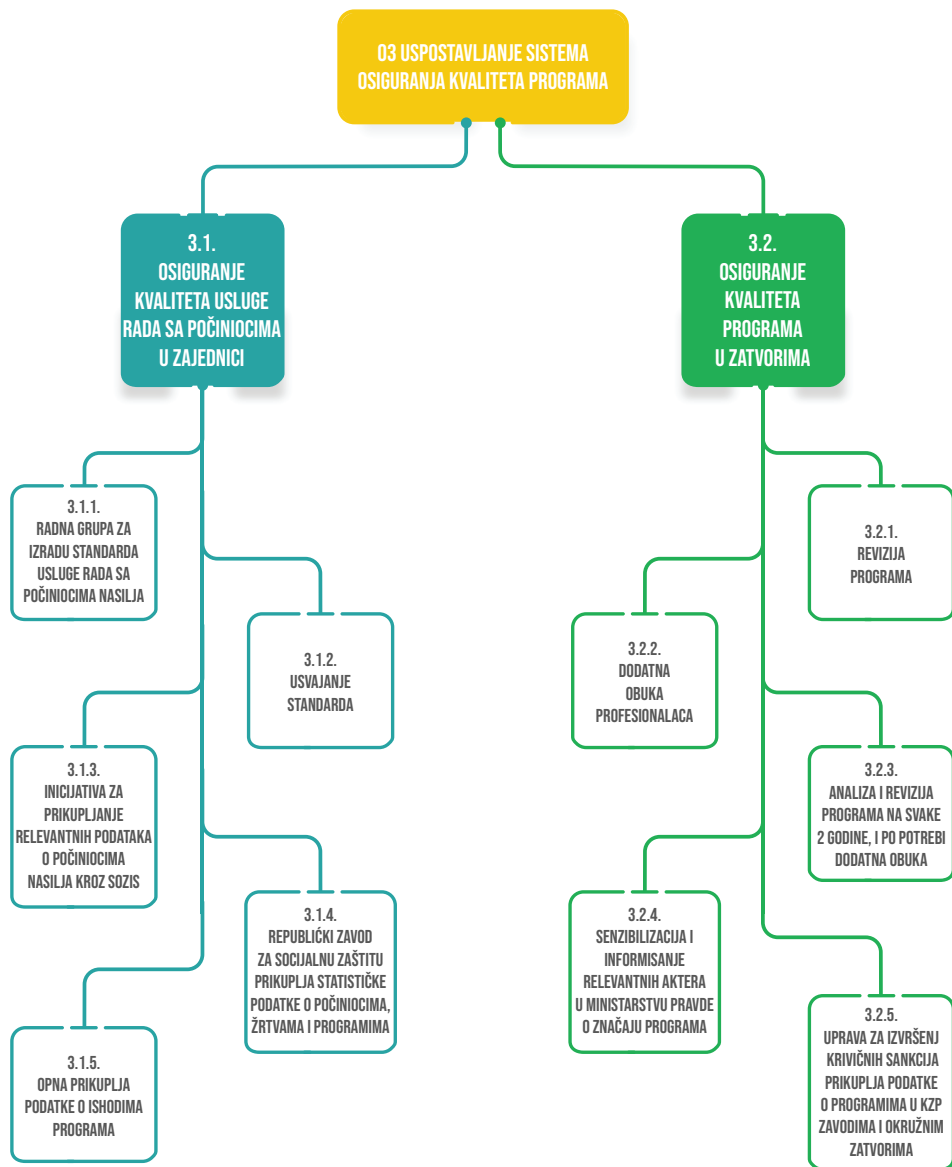 03 USPOSTAVLJANJE SISTEMA
OSIGURANJA KVALITETA PROGRAMA
3.1.
OSIGURANJE
KVALITETA USLUGE
RADA SA POČINIOCIMA
U ZAJEDNICI
3.2.
OSIGURANJE
KVALITETA
PROGRAMA
U ZATVORIMA
3.1.1.
RADNA GRUPA ZA
IZRADU STANDARDA
USLUGE RADA SA
POČINIOCIMA NASILJA
3.1.2.
USVAJANJE
STANDARDA
3.1.3.
INICIJATIVA ZA
PRIKUPLJANJE
RELEVANTNIH PODATAKA
O POČINIOCIMA
NASILJA KROZ SOZIS
3.1.4.
REPUBLIĆKI ZAVOD
ZA SOCIJALNU ZAŠTITU
PRIKUPLJA STATISTIČKE
PODATKE O POČINIOCIMA,
ŽRTVAMA I PROGRAMIMA
3.1.5.
OPNA PRIKUPLJA
PODATKE O ISHODIMA
PROGRAMA
3.2.1.
REVIZIJA
PROGRAMA
3.2.2.
DODATNA
OBUKA
PROFESIONALACA
3.2.3.
ANALIZA I REVIZIJA
PROGRAMA NA SVAKE
2 GODINE, I PO POTREBI
DODATNA OBUKA
3.2.4.
SENZIBILIZACIJA I
INFORMISANJE
RELEVANTNIH AKTERA
U MINISTARSTVU PRAVDE
O ZNAČAJU PROGRAMA
3.2.5.
UPRAVA ZA IZVRŠENJ
KRIVIČNIH SANKCIJA
PRIKUPLJA PODATKE
O PROGRAMIMA U KZP
ZAVODIMA I OKRUŽNIM
ZATVORIMA